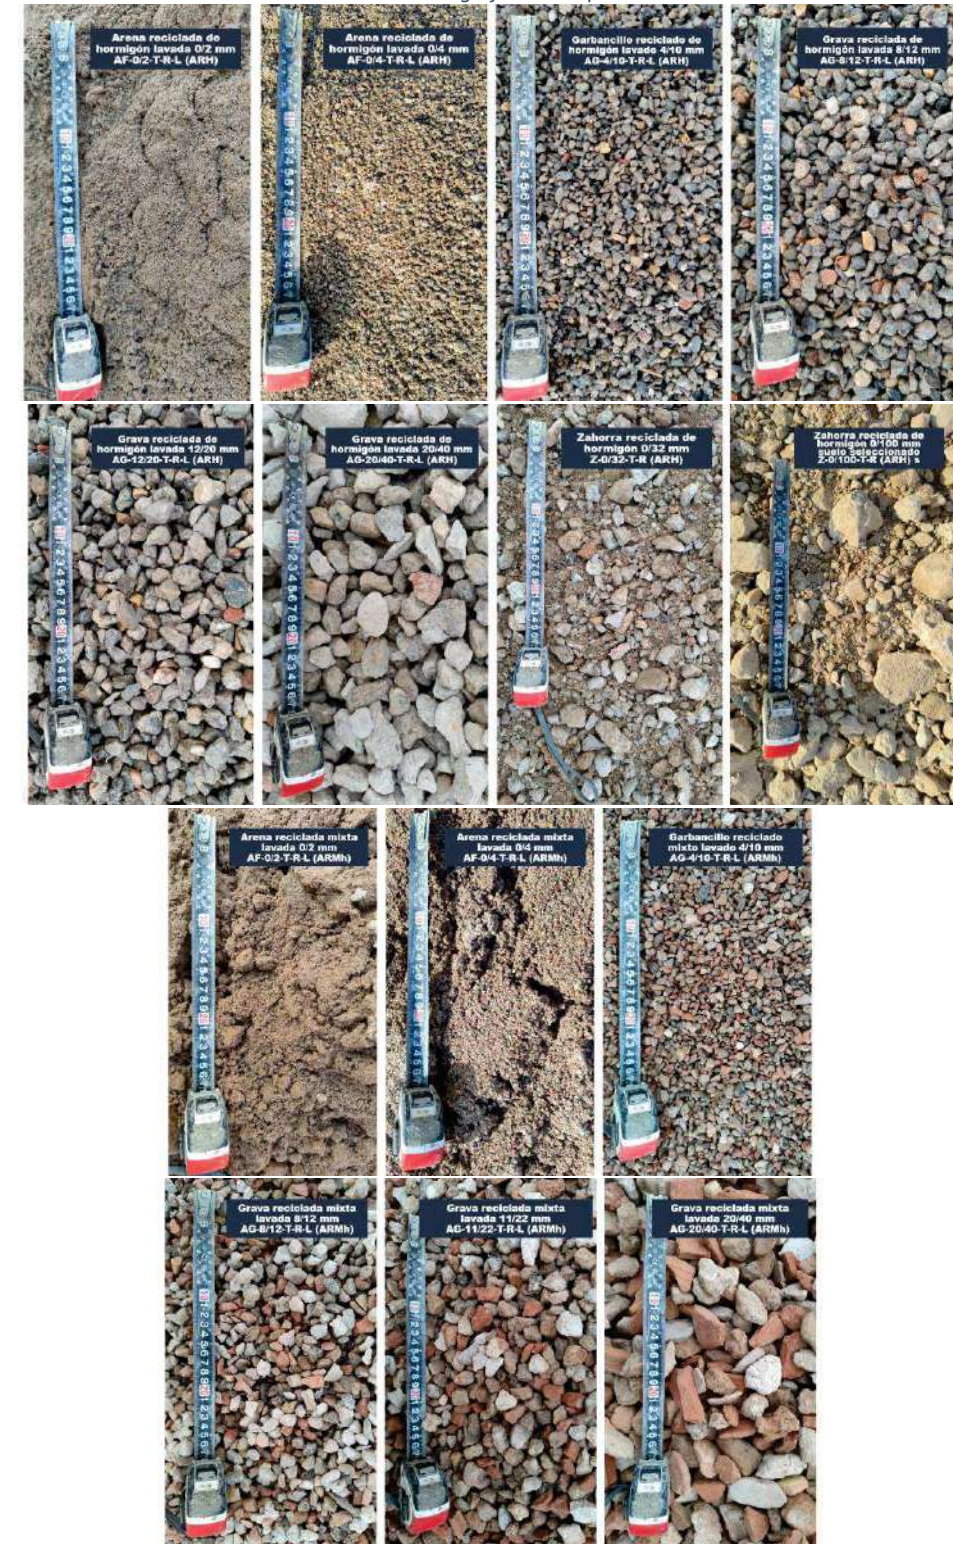 Arena reciclada de
hormigón lavada 0/2 mm
AF-0/2-T-R-L (ARH)
Arena reciclada de
hormigón lavada 0/4 mm
AF-0/4-T-R-L (ARH)
Garbancillo reciclado de
hormigón lavado 4/10 mm
AG-4/10-T-R-L (ARH)
Grava reciclada de
hormigón lavada 8/12 mm
AG-8/12-T-R-L (ARH)
Grava reciclada de
hormigón lavada 12/20 mm
AG-12/20-T-R-L (ARH)
Grava reciclada de
hormigón lavada 20/40 mm
AG-20/40-T-R-L (ARH)
Zahorra reciclada de
hormigón 0/32 mm
Z-0/32-T-R (ARH)
Zahorra reciclada de
hormigón 0/100 mm
suelo seleccionado
Z-0/100-T-R (ARH) s
Arena reciclada mixta
lavada 0/2 mm
AF-0/2-T-R-L (ARMh)
Arena reciclada mixta
lavada 0/4 mm
AF-0/4-T-R-L (ARMh)
Garbancillo reciclado
mixto lavado 4/10 mm
AG-4/10-T-R-L (ARMh)
Grava reciclada mixta
lavada 8/12 mm
AG-8/12-T-R-L (ARMh)
Grava reciclada mixta
lavada 11/22 mm
AG-11/22-T-R-L (ARMh)
Grava reciclada mixta
lavada 20/40 mm
AG-20/40-T-R-L (ARMh)